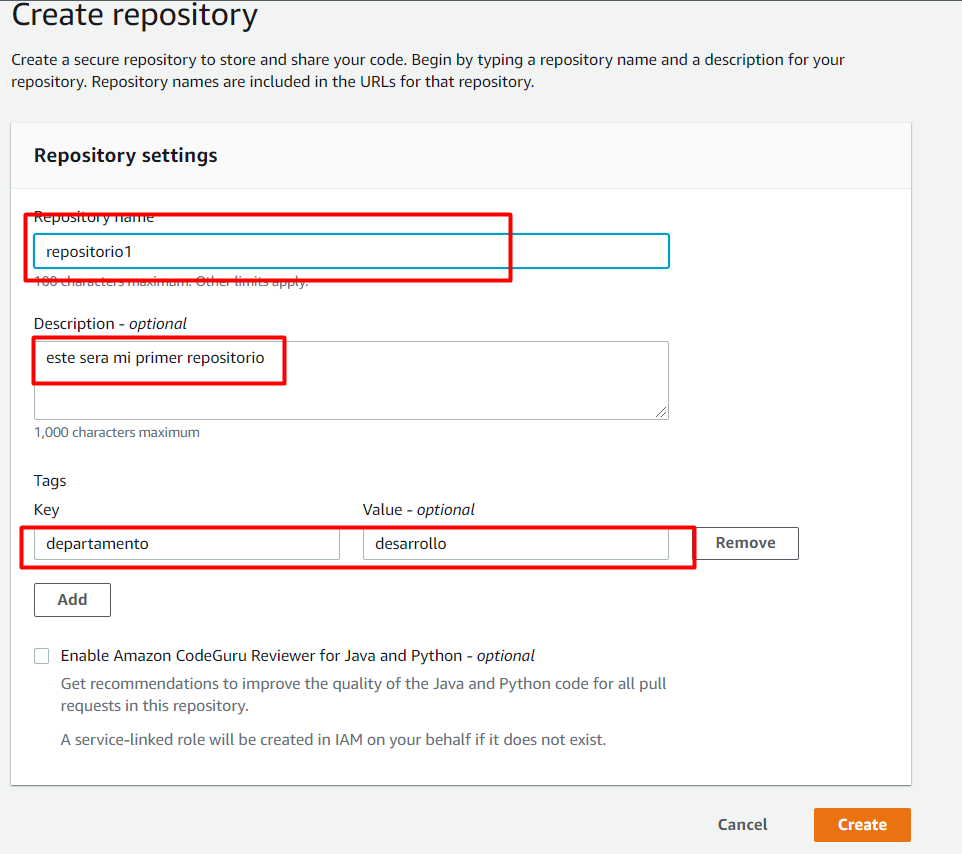 Create repository
Create a secure repository to store and share your code. Begin by typing a repository name and a description for your
repository. Repository names are included in the URLs for that repository.
Repository settings
Repository name
repositorio1
100 characters maximum. Other limits apply.
Description - optional
este sera mi primer repositorio
1,000 characters maximum
Tags
Key Value - optional
departamento desarrollo Remove
Add
Enable Amazon CodeGuru Reviewer for Java and Python - optional
Get recommendations to improve the quality of the Java and Python code for all pull
requests in this repository.
A service-linked role will be created in IAM on your behalf if it does not exist.
Cancel Create